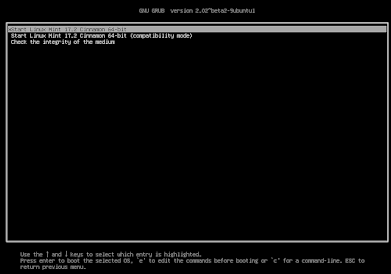 GNU GRUB  version 2.02~beta2-9ubuntu1
*Start Linux Mint 17.2 Cinnamon 64-bit
Start Linux Mint 17.2 Cinnamon 64-bit (compatibility mode)
Check the integrity of the medium
Use the ↑ and ↓ keys to select which entry is highlighted.
Press enter to boot the selected OS, `e' to edit the commands before booting or `c' for a command-line. ESC to
return previous menu.